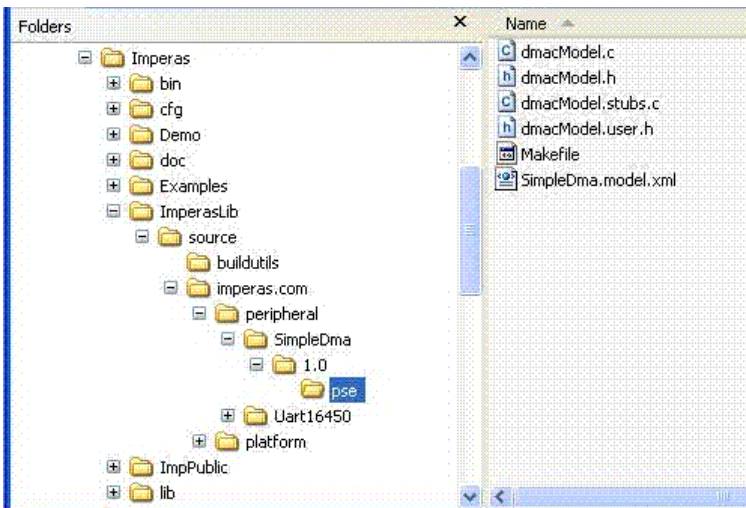 Folders
Imperas
bin
cfg
Demo
doc
Examples
ImperasLib
source
buildutils
imperas.com
peripheral
SimpleDma
1.0
pse
Uart16450
platform
ImpPublic
lib
Name
dmacModel.c
dmacModel.h
dmacModel.stubs.c
dmacModel.user.h
Makefile
SimpleDma.model.xml